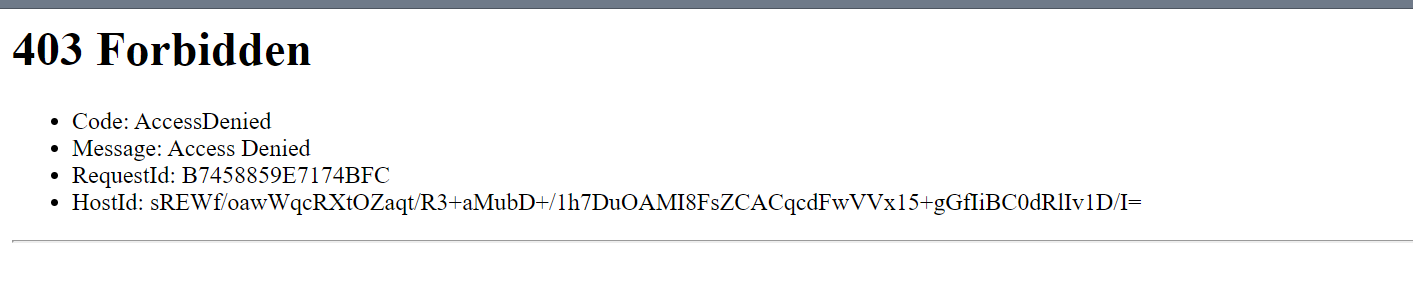 403 Forbidden
Code: AccessDenied
Message: Access Denied
RequestId: B7458859E7174BFC
HostId: sREWf/oawWqcRXtOZaqt/R3+aMubD+/1h7DuOAMI8FsZCACqcdFwVVx15+gGfIiBC0dRlIv1D/I=